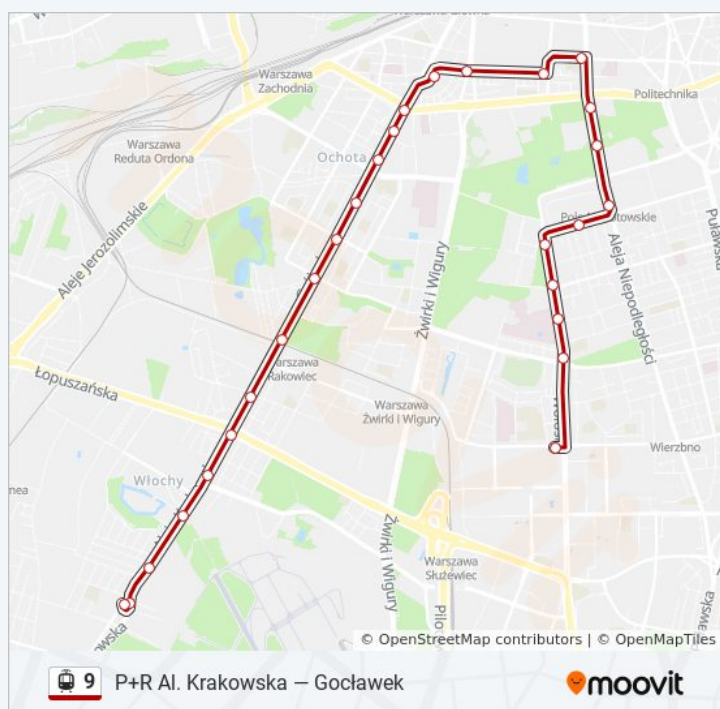 Warszawa
Zachodnia
Politechnika
Warszawa
Reduta Ordona
Ochota
Aleje Jerozolimskie
Puławska
Aleja Niepodległości
Żwirki i Wigury
Łopuszańska
Rakowiec
Warszawa
Żwirki i Wigury
Wierzbno
Włochy
Żwirki i Wigury
Warszawa
Służewiec
© OpenStreetMap contributors | © OpenMapTiles
9 P+R Al. Krakowska — Gocławek
moovit